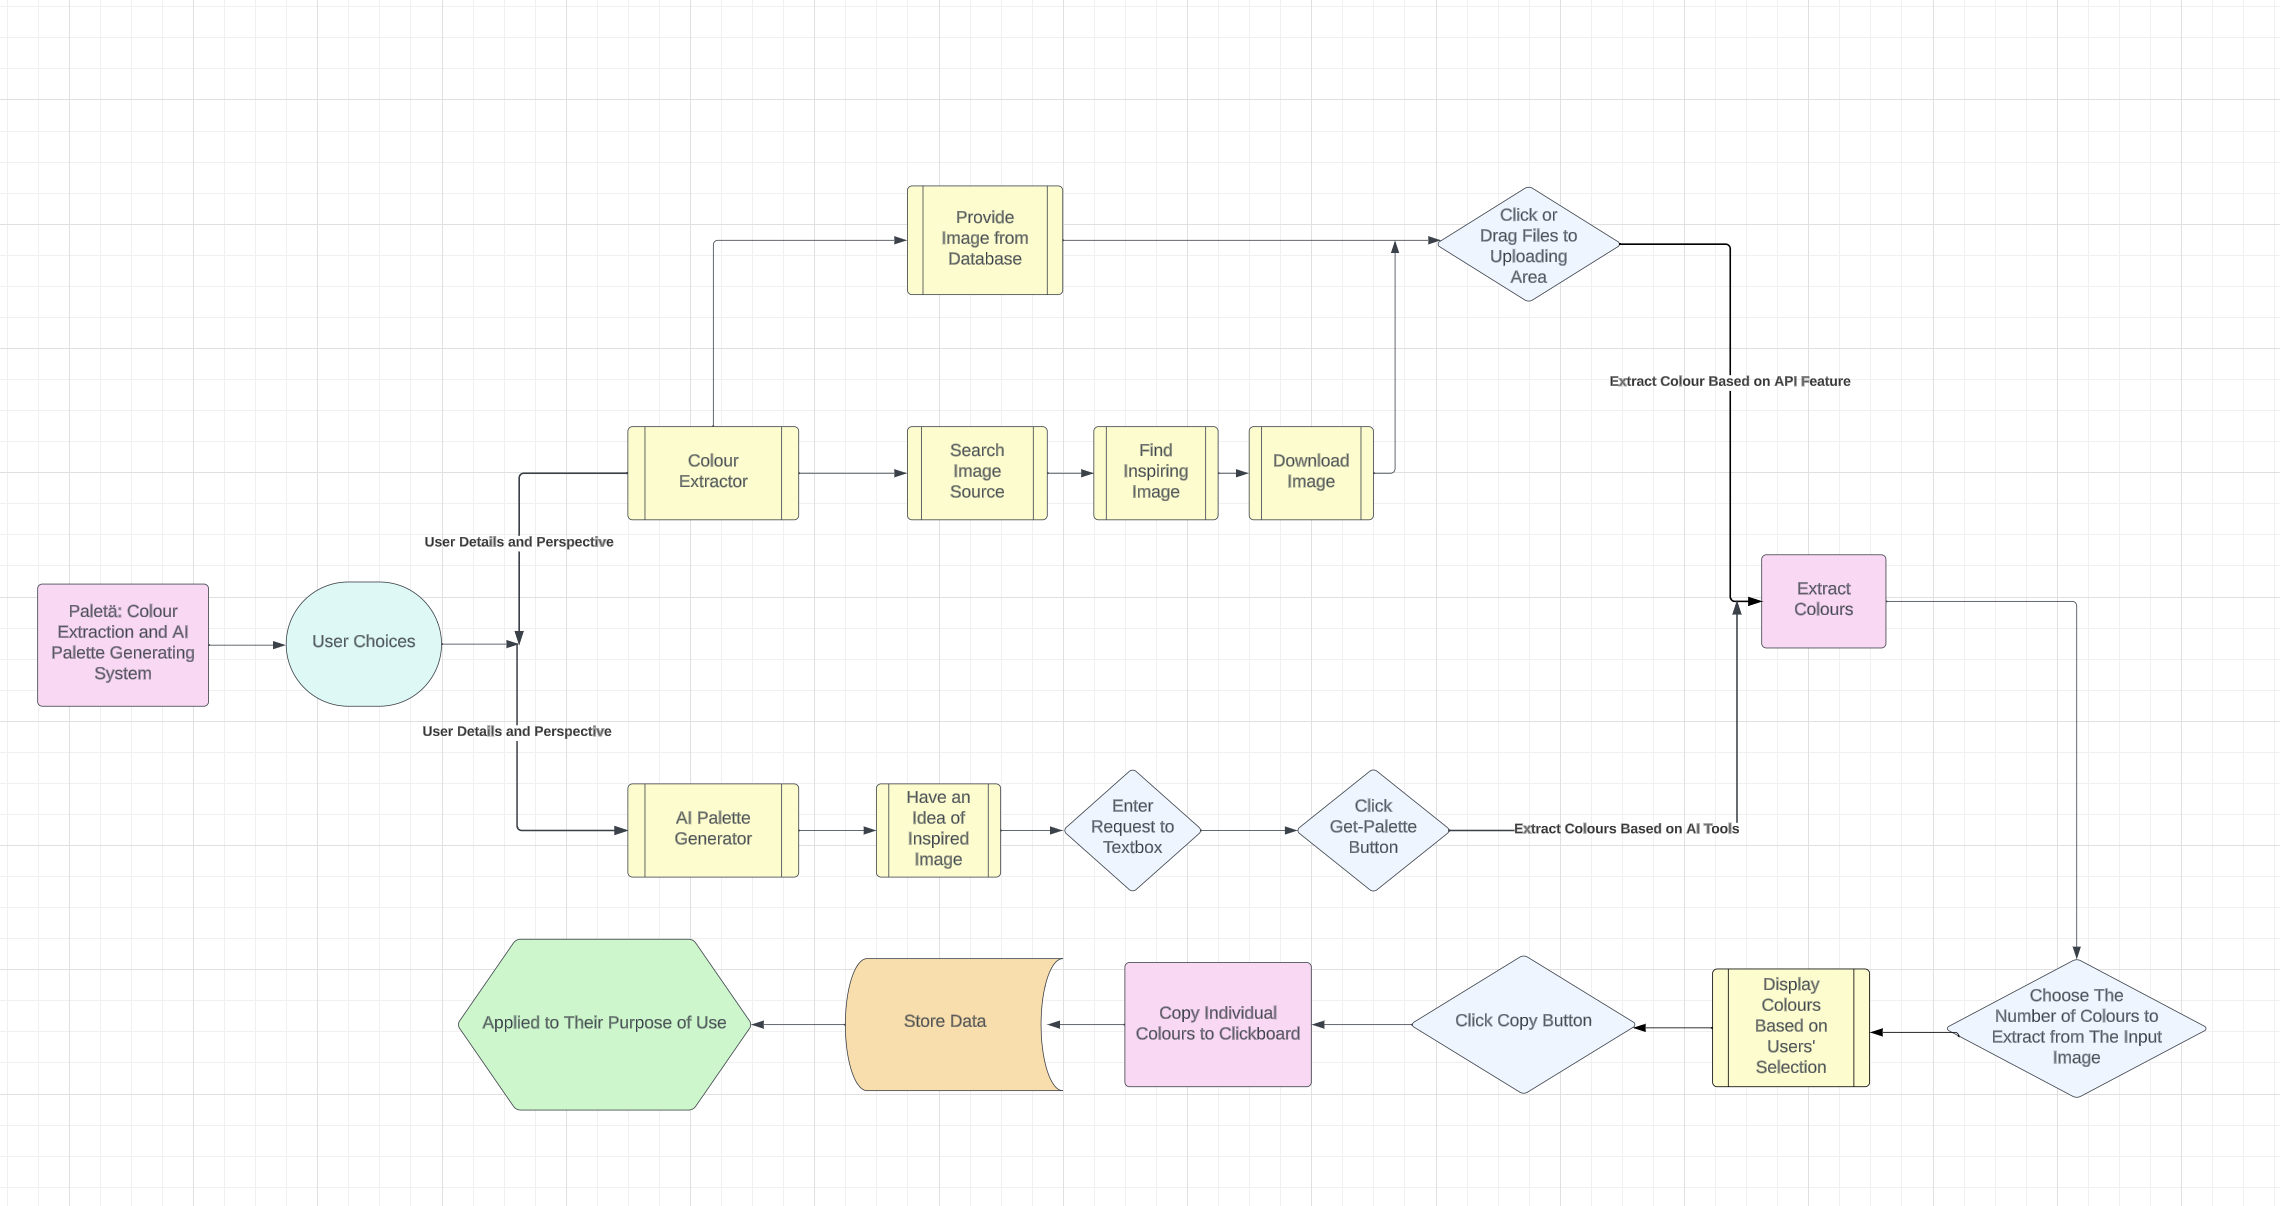 Provide
Image from
Database
Click or
Drag Files to
Uploading
Area
Extract Colour Based on API Feature
Colour
Extractor
Search
Image
Source
Find
Inspiring
Image
Download
Image
User Details and Perspective
Paletä: Colour
Extraction and AI
Palette Generating
System
User Choices
Extract
Colours
User Details and Perspective
AI Palette
Generator
Have an
Idea of
Inspired
Image
Enter
Request to
Textbox
Click
Get-Palette
Button
Extract Colours Based on AI Tools
Applied to Their Purpose of Use
Store Data
Copy Individual
Colours to Clickboard
Click Copy Button
Display
Colours
Based on
Users'
Selection
Choose The
Number of Colours to
Extract from The Input
Image